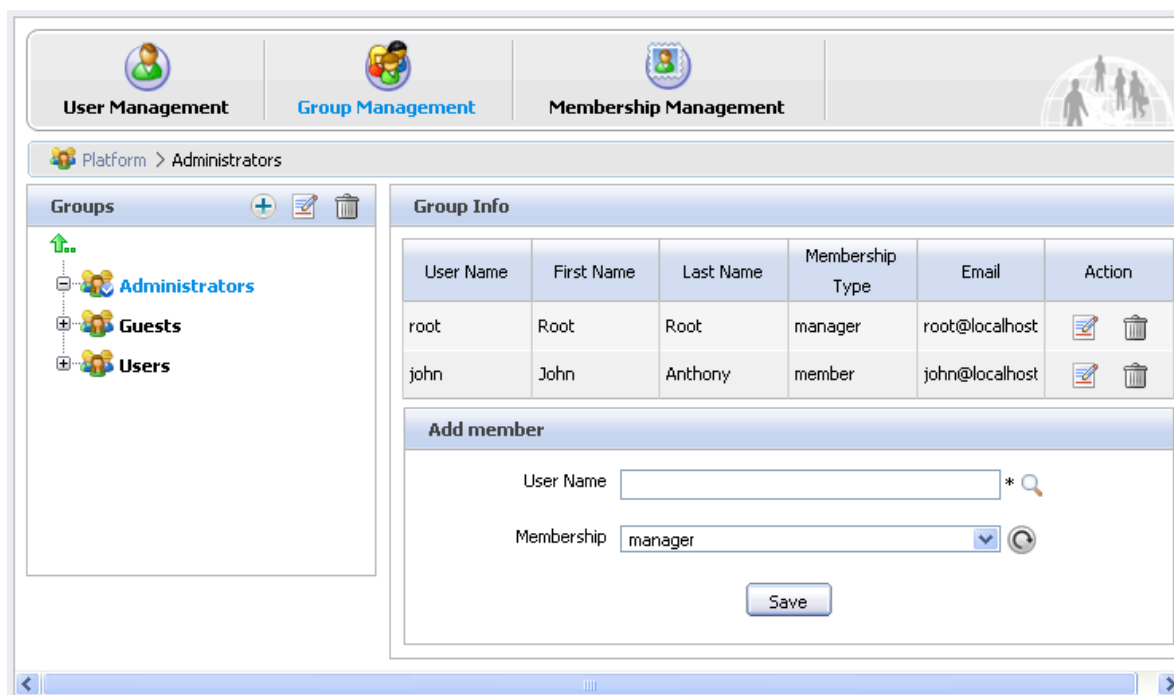 User Management Group Management Membership Management
Platform > Administrators
Groups
Administrators
Guests
Users
Group Info
User Name First Name Last Name Membership Type Email Action
root Root Root manager root@localhost
john John Anthony member john@localhost
Add member
User Name *
Membership manager
Save